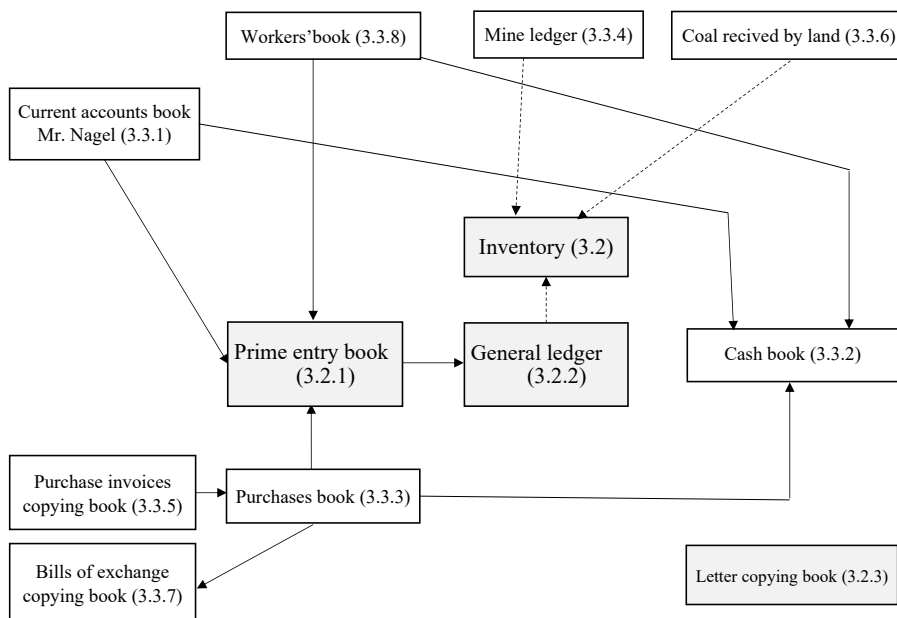 Workers’book (3.3.8)
Mine ledger (3.3.4)
Coal recived by land (3.3.6)
Current accounts book
Mr. Nagel (3.3.1)
Inventory (3.2)
Prime entry book
(3.2.1)
General ledger
(3.2.2)
Cash book (3.3.2)
Purchase invoices
copying book (3.3.5)
Purchases book (3.3.3)
Bills of exchange
copying book (3.3.7)
Letter copying book (3.2.3)